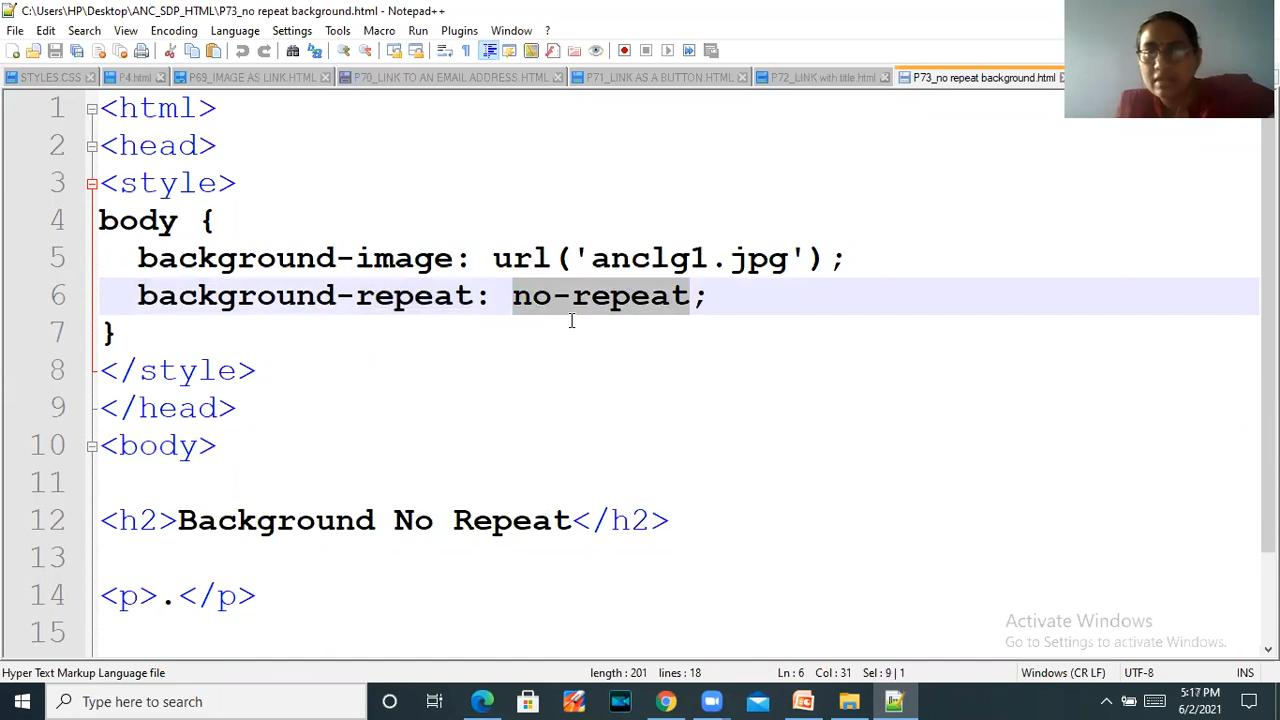 C:\Users\HP\Desktop\ANC_SDP_HTML\P73_no repeat background.html - Notepad++
File Edit Search View Encoding Language Settings Tools Macro Run Plugins Window ?
STYLES.CSS P4.html P69_IMAGE AS LINK.HTML P70_LINK TO AN EMAIL ADDRESS.HTML P71_LINK AS A BUTTON.HTML P72_LINK with title.html P73_no repeat background.html
1 <html>
2 <head>
3 <style>
4 body {
5 background-image: url('anclg1.jpg');
6 background-repeat: no-repeat;
7 }
8 </style>
9 </head>
10 <body>
11
12 <h2>Background No Repeat</h2>
13
14 <p>.</p>
15
Activate Windows
Go to Settings to activate Windows.
Hyper Text Markup Language file length : 201 lines : 18 Ln : 6 Col : 31 Sel : 9 | 1 Windows (CR LF) UTF-8 INS
Type here to search
5:17 PM
6/2/2021